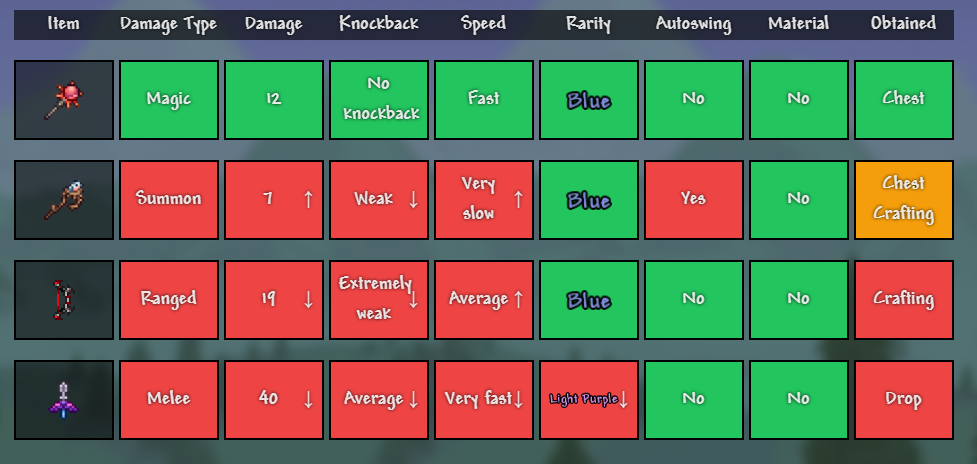 Item Damage Type Damage Knockback Speed Rarity Autoswing Material Obtained
Magic 12 No knockback Fast Blue No No Chest
Summon 7 ↑ Weak ↓ Very slow ↑ Blue Yes No Chest Crafting
Ranged 19 ↓ Extremely weak ↓ Average ↑ Blue No No Crafting
Melee 40 ↓ Average ↓ Very fast ↓ Light Purple ↓ No No Drop